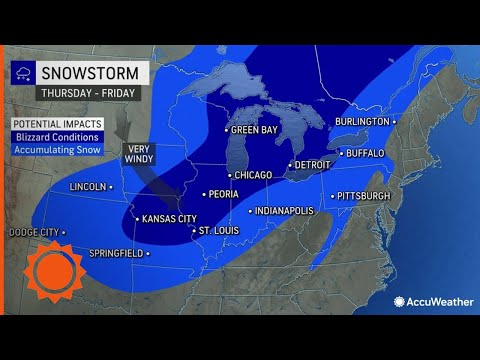 SNOWSTORM
THURSDAY - FRIDAY
POTENTIAL IMPACTS
Blizzard Conditions
Accumulating Snow
VERY
WINDY
GREEN BAY
BURLINGTON
BUFFALO
DETROIT
CHICAGO
LINCOLN
PEORIA
PITTSBURGH
KANSAS CITY
INDIANAPOLIS
DODGE CITY
ST. LOUIS
SPRINGFIELD
AccuWeather